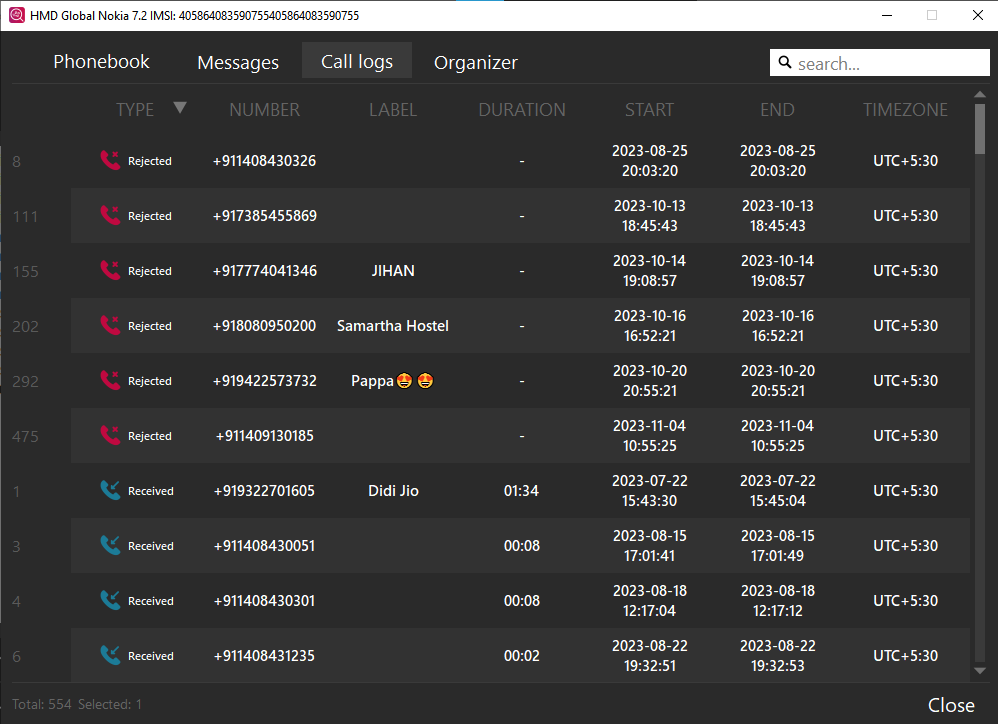 HMD Global Nokia 7.2 IMSI: 405864083590755405864083590755
Phonebook Messages Call logs Organizer search...
TYPE ▼ NUMBER LABEL DURATION START END TIMEZONE
8 Rejected +911408430326 - 2023-08-25 20:03:20 2023-08-25 20:03:20 UTC+5:30
111 Rejected +917385455869 - 2023-10-13 18:45:43 2023-10-13 18:45:43 UTC+5:30
155 Rejected +917774041346 JIHAN - 2023-10-14 19:08:57 2023-10-14 19:08:57 UTC+5:30
202 Rejected +918080950200 Samartha Hostel - 2023-10-16 16:52:21 2023-10-16 16:52:21 UTC+5:30
292 Rejected +919422573732 Pappa🤩🤩 - 2023-10-20 20:55:21 2023-10-20 20:55:21 UTC+5:30
475 Rejected +911409130185 - 2023-11-04 10:55:25 2023-11-04 10:55:25 UTC+5:30
1 Received +919322701605 Didi Jio 01:34 2023-07-22 15:43:30 2023-07-22 15:45:04 UTC+5:30
3 Received +911408430051 00:08 2023-08-15 17:01:41 2023-08-15 17:01:49 UTC+5:30
4 Received +911408430301 00:08 2023-08-18 12:17:04 2023-08-18 12:17:12 UTC+5:30
6 Received +911408431235 00:02 2023-08-22 19:32:51 2023-08-22 19:32:53 UTC+5:30
Total: 554 Selected: 1 Close